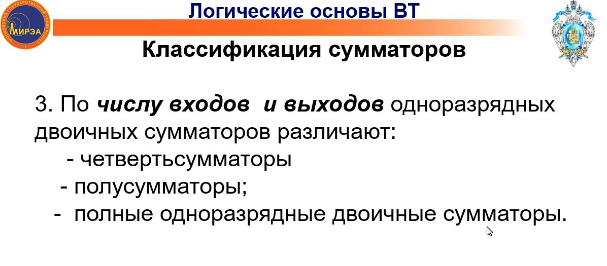 Логические основы ВТ
МИРЭА
Классификация сумматоров
3. По числу входов и выходов одноразрядных
двоичных сумматоров различают:
- четвертьсумматоры
- полусумматоры;
- полные одноразрядные двоичные сумматоры.